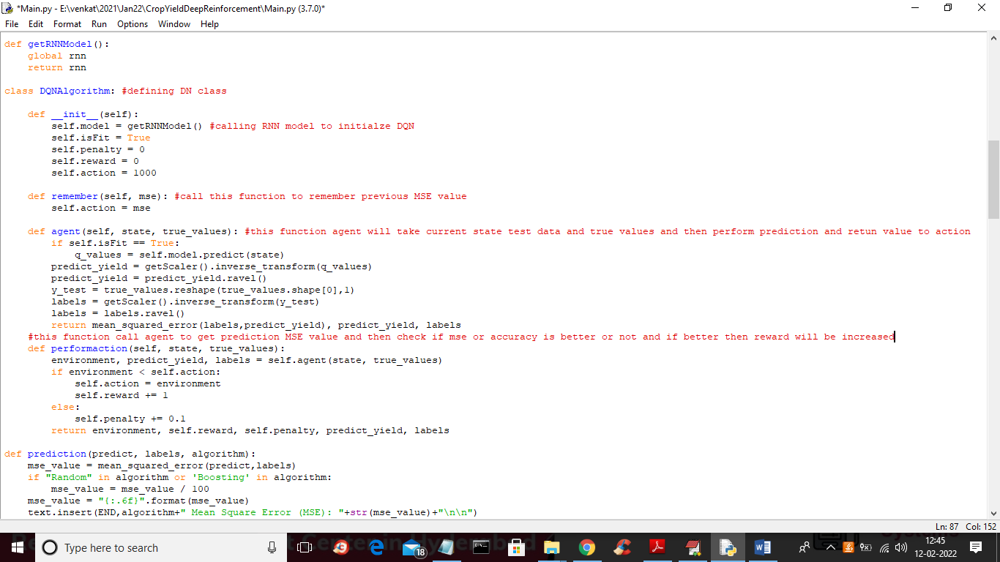 *Main.py - E:\venkat\2021\Jan22\CropYieldDeepReinforcement\Main.py (3.7.0)*
File Edit Format Run Options Window Help
def getRNNModel():
    global rnn
    return rnn
class DQNAlgorithm: #defining DN class
    def __init__(self):
        self.model = getRNNModel() #calling RNN model to initialze DQN
        self.isFit = True
        self.penalty = 0
        self.reward = 0
        self.action = 1000
    def remember(self, mse): #call this function to remember previous MSE value
        self.action = mse
    def agent(self, state, true_values): #this function agent will take current state test data and true values and then perform prediction and retun value to action
        if self.isFit == True:
            q_values = self.model.predict(state)
        predict_yield = getScaler().inverse_transform(q_values)
        predict_yield = predict_yield.ravel()
        y_test = true_values.reshape(true_values.shape[0],1)
        labels = getScaler().inverse_transform(y_test)
        labels = labels.ravel()
        return mean_squared_error(labels,predict_yield), predict_yield, labels
    #this function call agent to get prediction MSE value and then check if mse or accuracy is better or not and if better then reward will be increased
    def performaction(self, state, true_values):
        environment, predict_yield, labels = self.agent(state, true_values)
        if environment < self.action:
            self.action = environment
            self.reward += 1
        else:
            self.penalty += 0.1
        return environment, self.reward, self.penalty, predict_yield, labels
def prediction(predict, labels, algorithm):
    mse_value = mean_squared_error(predict,labels)
    if "Random" in algorithm or 'Boosting' in algorithm:
        mse_value = mse_value / 100
    mse_value = "{:.6f}".format(mse_value)
    text.insert(END,algorithm+" Mean Square Error (MSE): "+str(mse_value)+"\n\n")
Ln: 87 Col: 152
Type here to search
18
12:45
12-02-2022